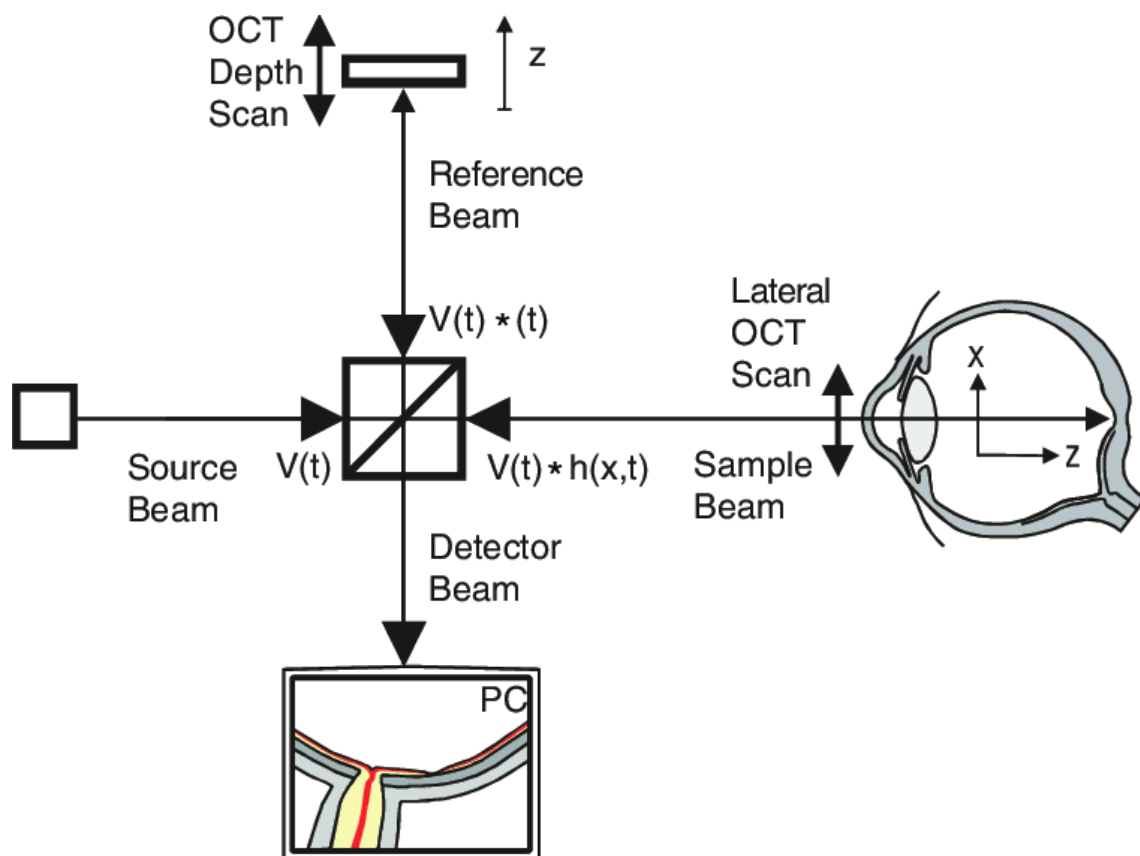 OCT
Depth
Scan
z
Reference
Beam
V(t) * (t)
Lateral
OCT
Scan
x
z
Source
Beam
V(t)
V(t) * h(x,t)
Sample
Beam
Detector
Beam
PC